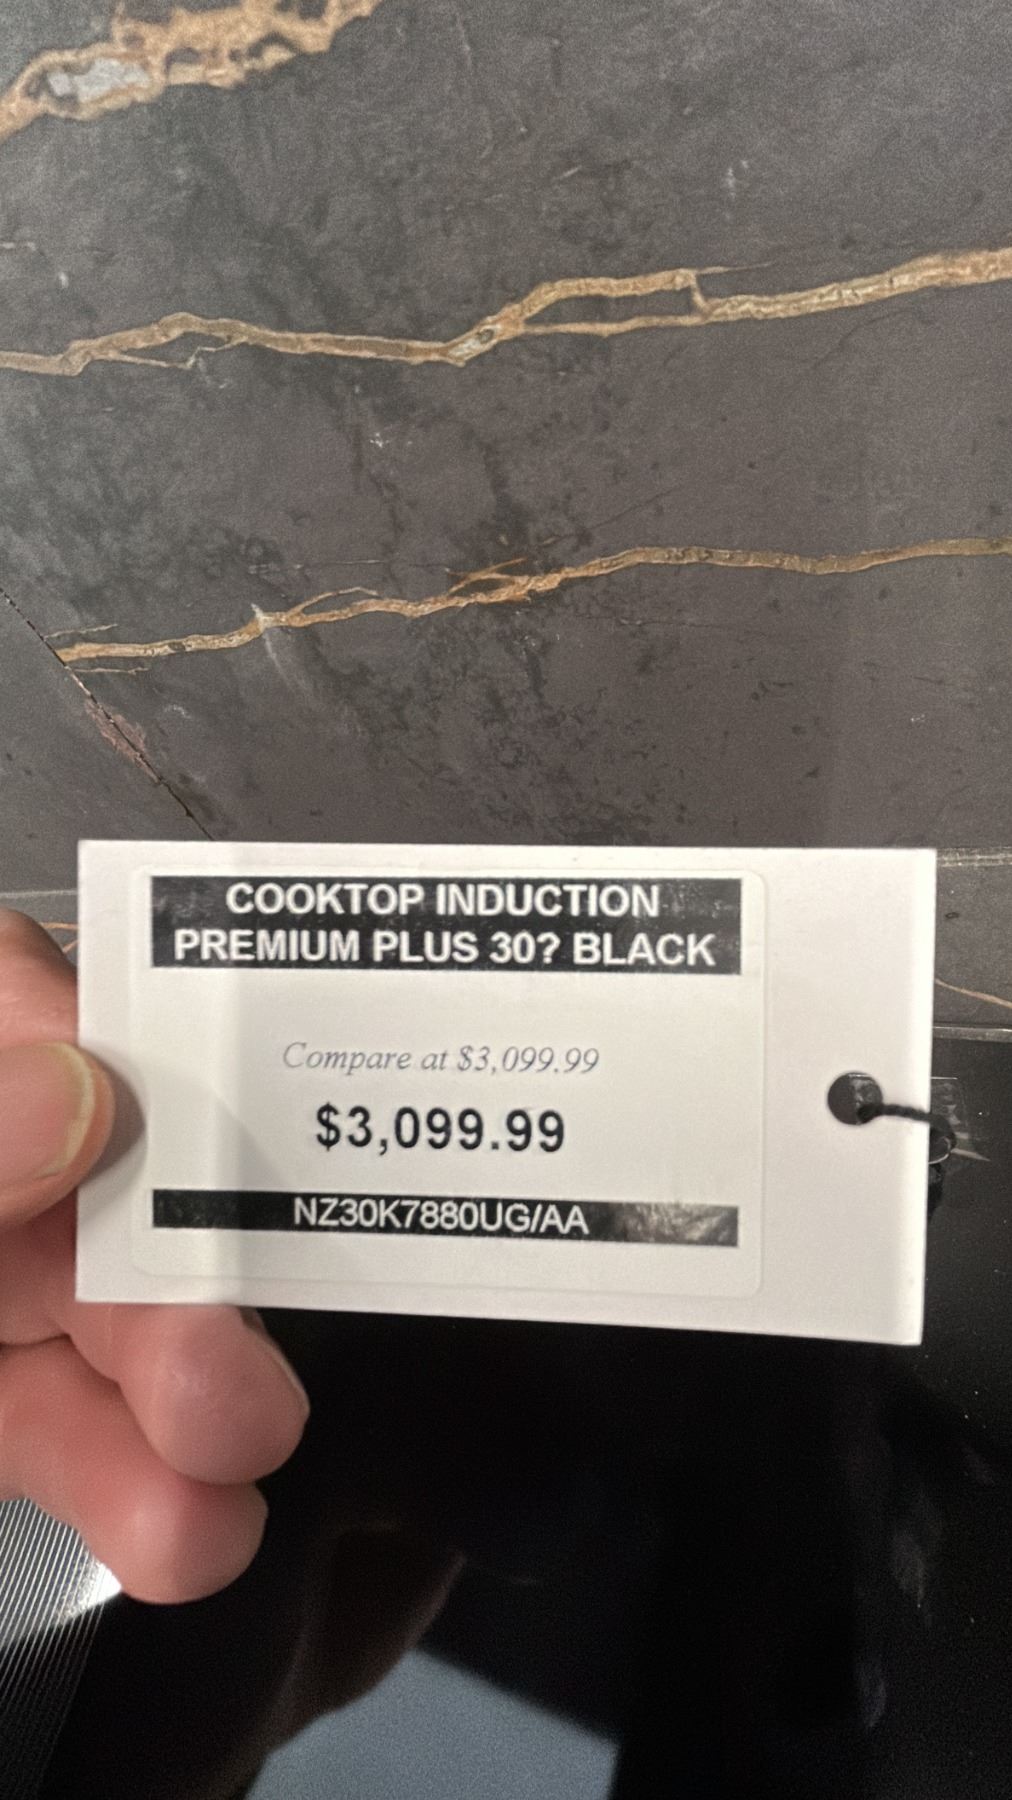 COOKTOP INDUCTION
PREMIUM PLUS 30? BLACK
Compare at $3,099.99
$3,099.99
NZ30K7880UG/AA